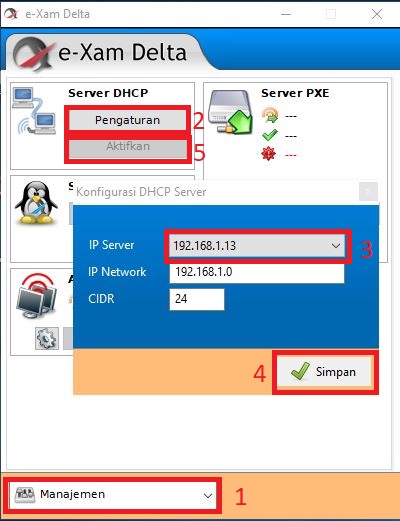 e-Xam Delta
e-Xam Delta
Server DHCP
Pengaturan
2
Aktifkan
5
Server PXE
---
---
---
S
Konfigurasi DHCP Server
IP Server
192.168.1.13
3
IP Network
192.168.1.0
CIDR
24
A
4
Simpan
Manajemen
1